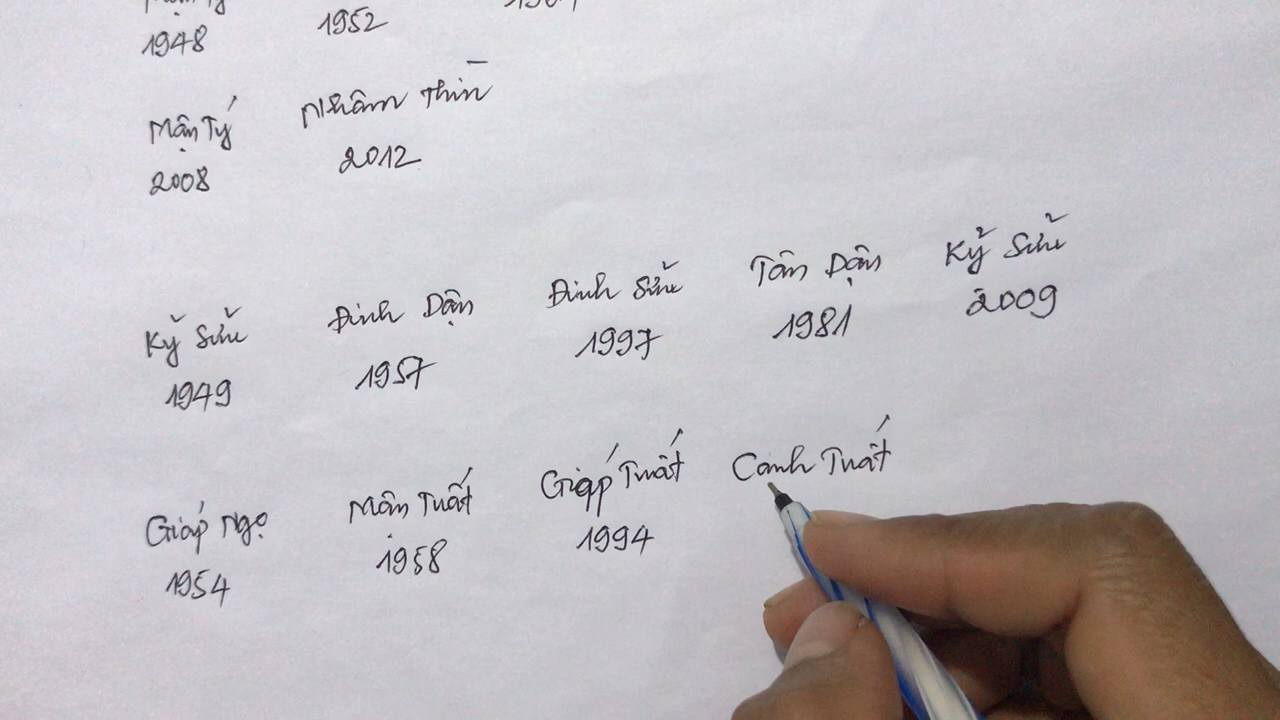 1948 1952
Mậu Tý Nhâm Thìn
2008 2012
Kỷ Sửu Đinh Dậu Đinh Sửu Tân Dậu Kỷ Sửu
1949 1957 1997 1981 2009
Giáp Ngọ Mậu Tuất Giáp Tuất Canh Tuất
1954 1958 1994